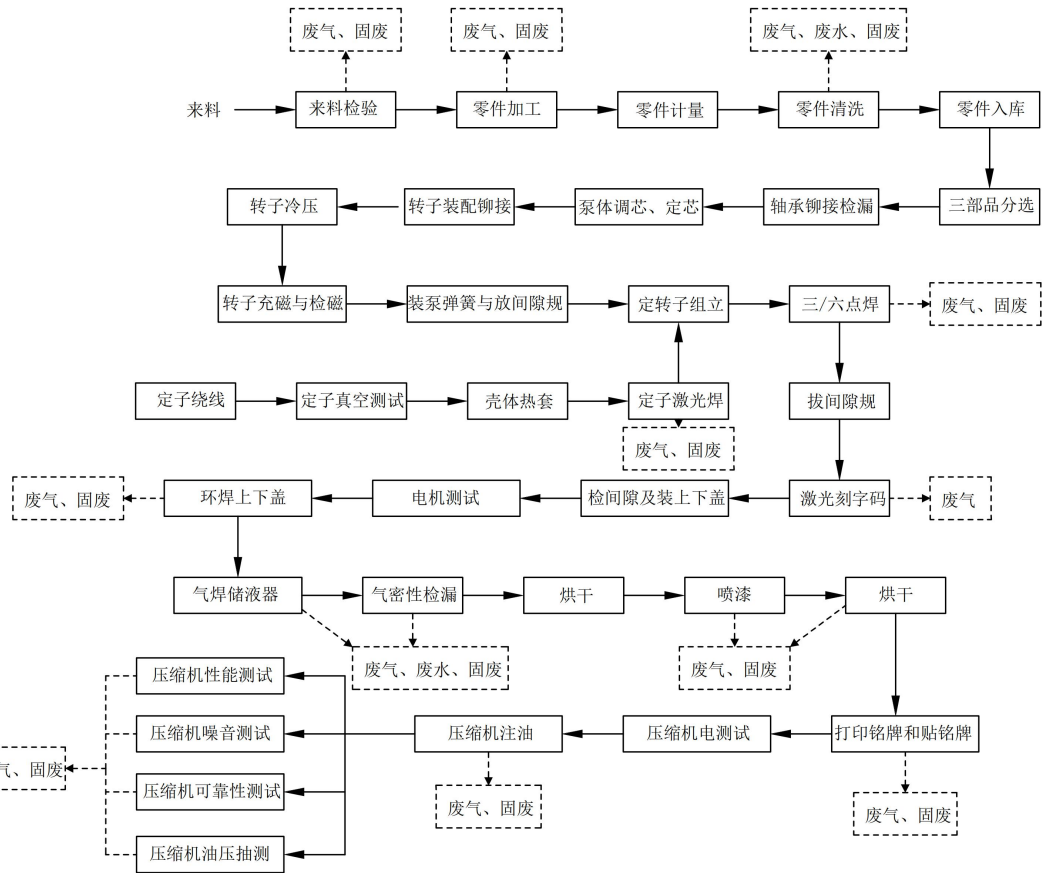 废气、固废
废气、固废
废气、废水、固废
来料
来料检验
零件加工
零件计量
零件清洗
零件入库
转子冷压
转子装配铆接
泵体调芯、定芯
轴承铆接检漏
三部品分选
转子充磁与检磁
装泵弹簧与放间隙规
定转子组立
三/六点焊
废气、固废
定子绕线
定子真空测试
壳体热套
定子激光焊
拔间隙规
废气、固废
废气、固废
环焊上下盖
电机测试
检间隙及装上下盖
激光刻字码
废气
气焊储液器
气密性检漏
烘干
喷漆
烘干
废气、废水、固废
废气、固废
压缩机性能测试
压缩机噪音测试
压缩机注油
压缩机电测试
打印铭牌和贴铭牌
气、固废
压缩机可靠性测试
废气、固废
废气、固废
压缩机油压抽测